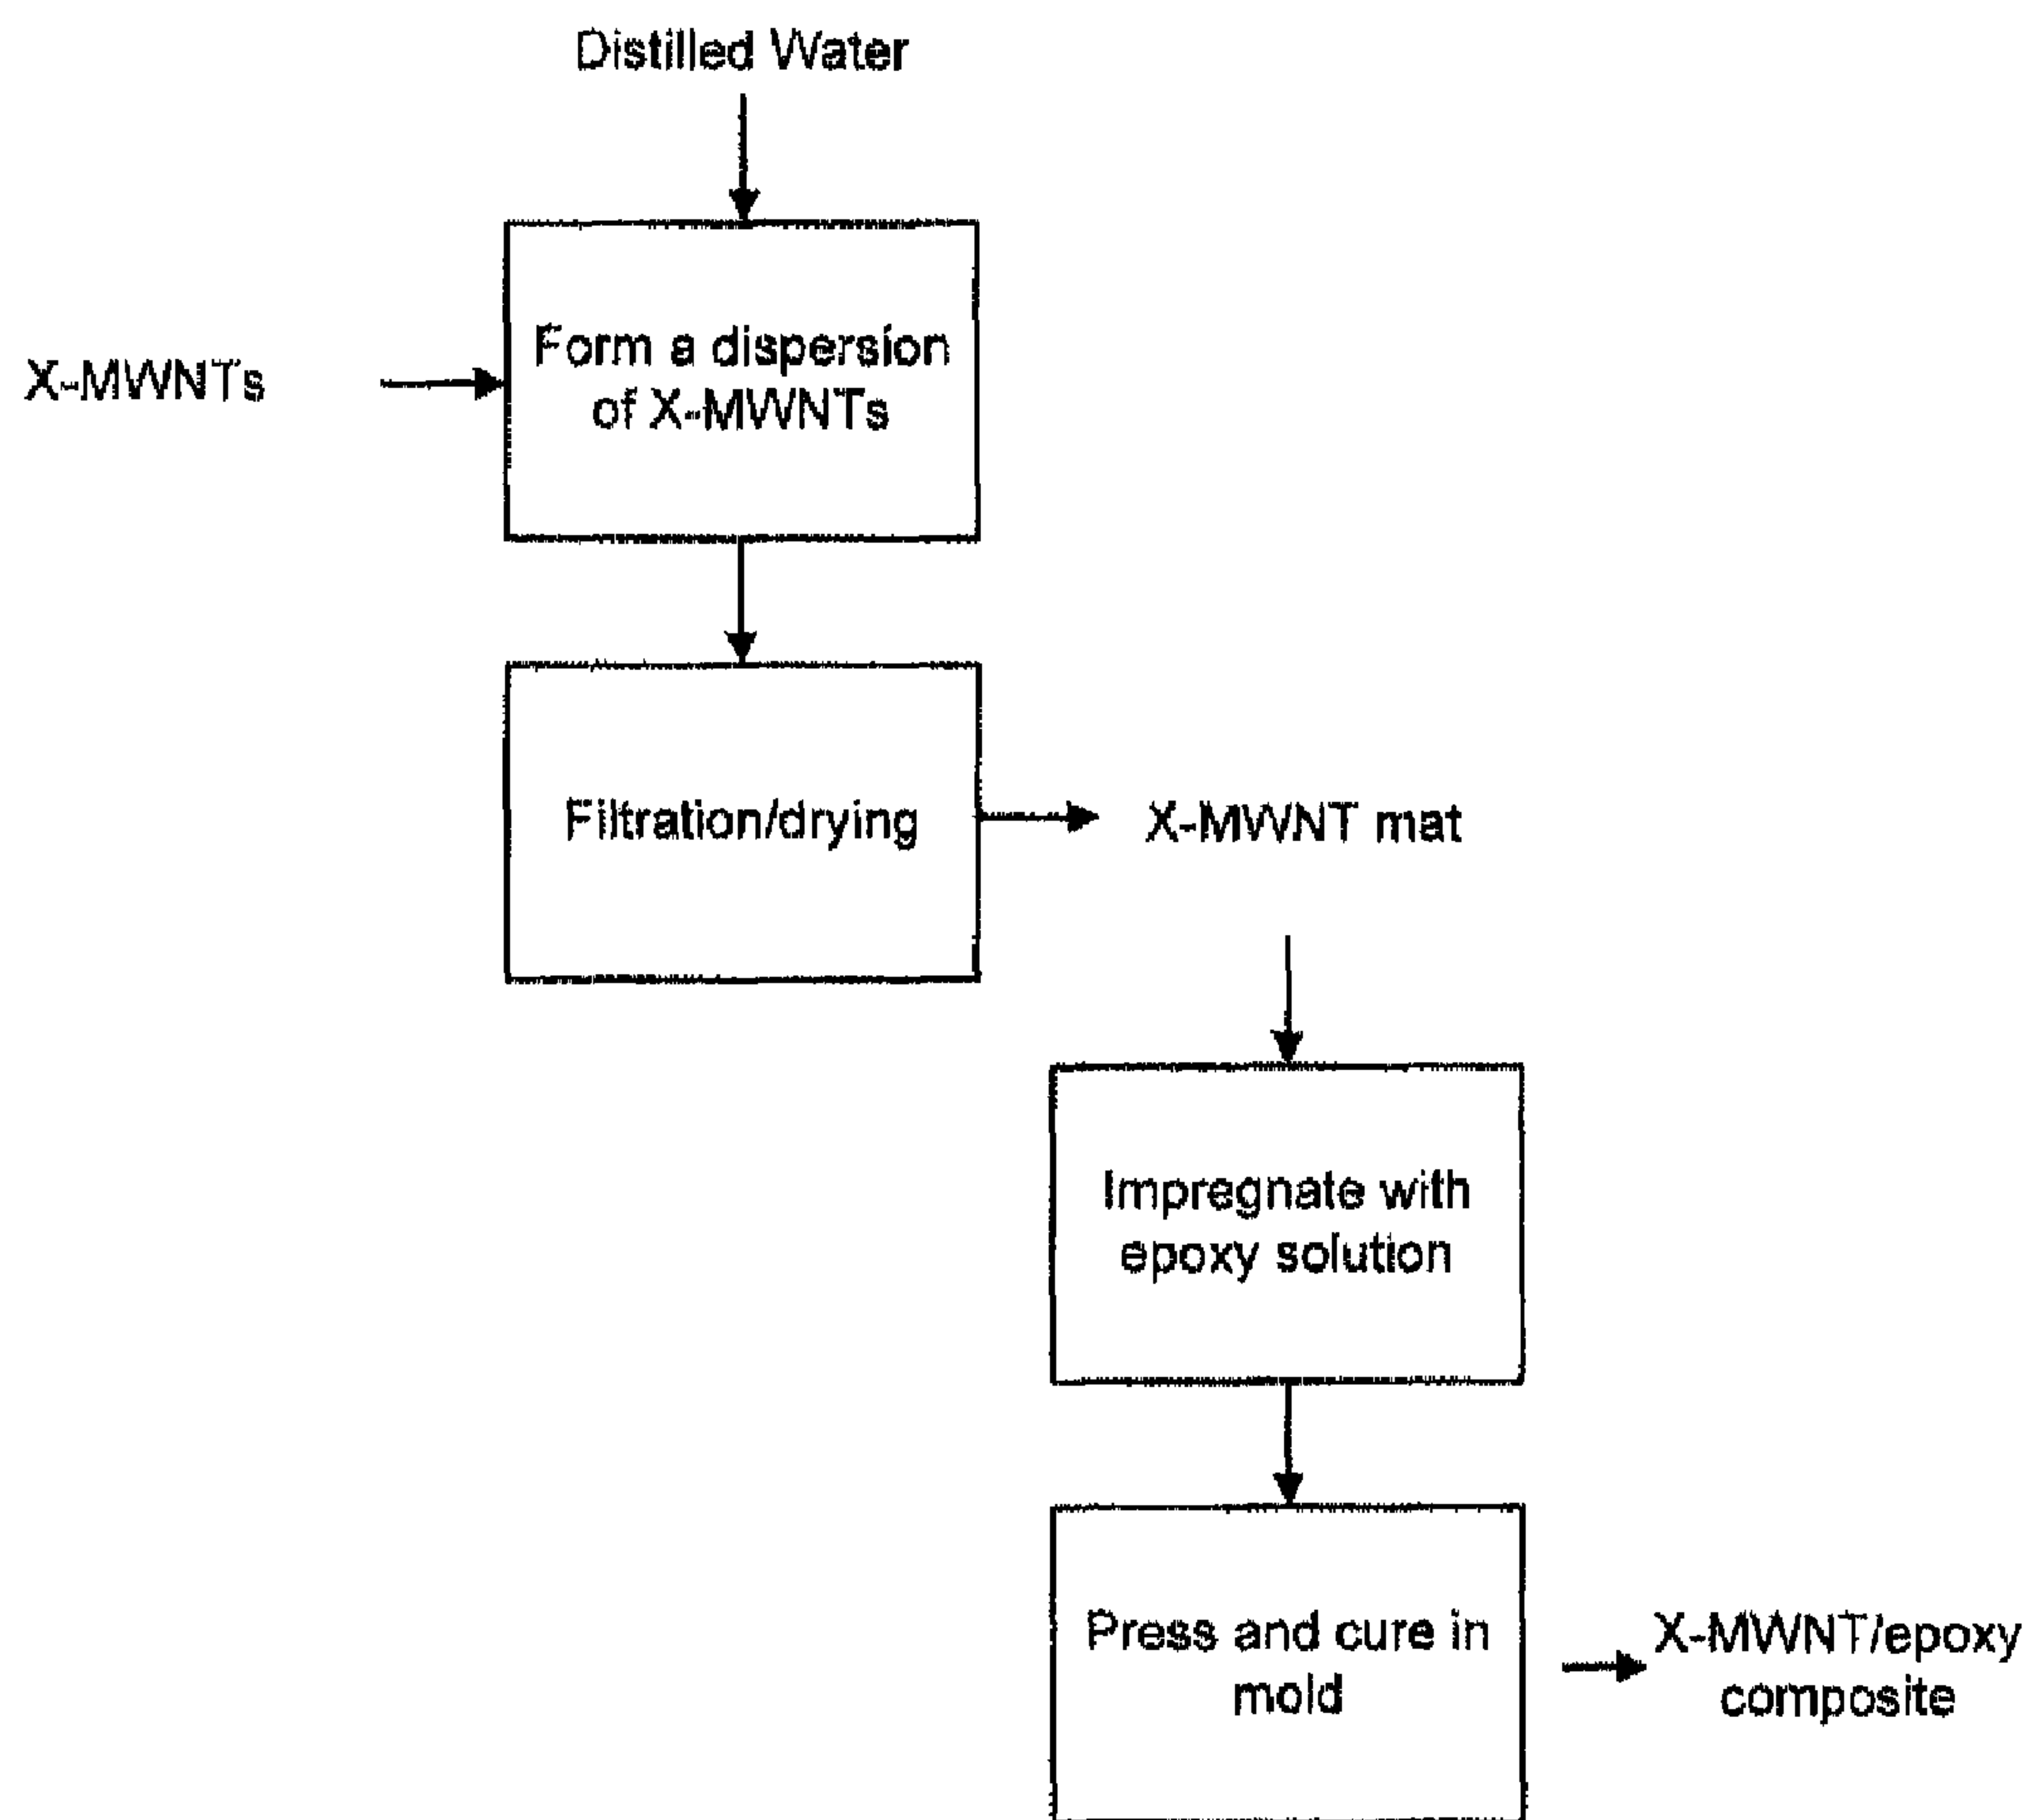 Distilled Water
X-MWNTs
Form a dispersion
of X-MWNTs
Filtration/drying
X-MWNT mat
Impregnate with
epoxy solution
Press and cure in
mold
X-MWNT/epoxy
composite